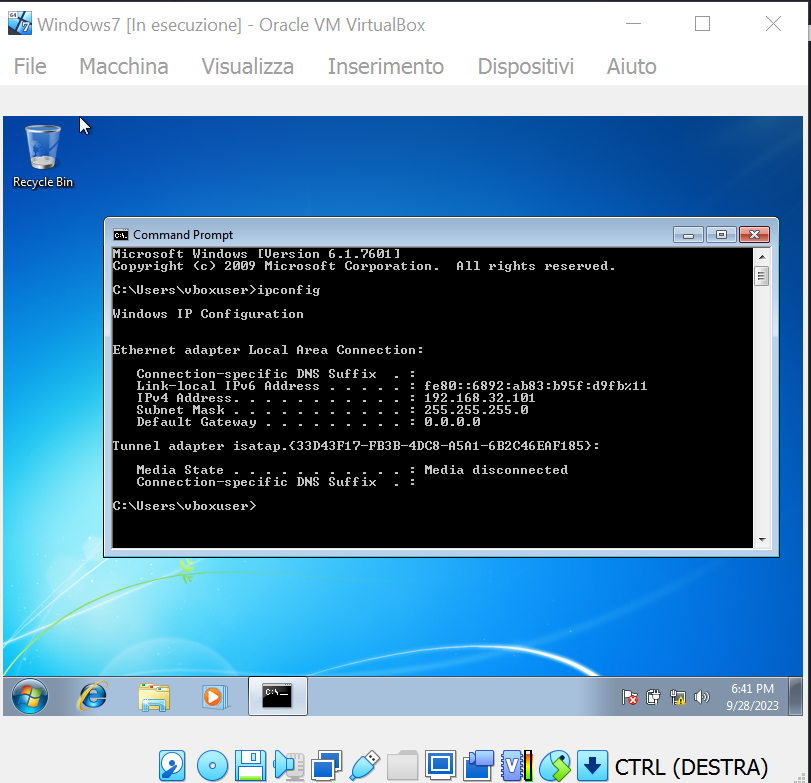 Windows7 [In esecuzione] - Oracle VM VirtualBox
File Macchina Visualizza Inserimento Dispositivi Aiuto
Recycle Bin
Command Prompt
Microsoft Windows [Version 6.1.7601]
Copyright (c) 2009 Microsoft Corporation.  All rights reserved.
C:\Users\vboxuser>ipconfig
Windows IP Configuration
Ethernet adapter Local Area Connection:
Connection-specific DNS Suffix  . :
Link-local IPv6 Address . . . . . : fe80::6892:ab83:b95f:d9fb%11
IPv4 Address. . . . . . . . . . . : 192.168.32.101
Subnet Mask . . . . . . . . . . . : 255.255.255.0
Default Gateway . . . . . . . . . : 0.0.0.0
Tunnel adapter isatap.{33D43F17-FB3B-4DC8-A5A1-6B2C46EAF185}:
Media State . . . . . . . . . . . : Media disconnected
Connection-specific DNS Suffix  . :
C:\Users\vboxuser>
6:41 PM
9/28/2023
CTRL (DESTRA)